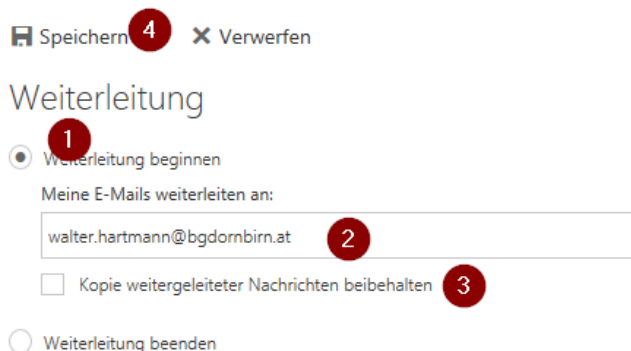 Speichern 4 Verwerfen
Weiterleitung
1
Weiterleitung beginnen
Meine E-Mails weiterleiten an:
walter.hartmann@bgdornbirn.at 2
Kopie weitergeleiteter Nachrichten beibehalten 3
Weiterleitung beenden